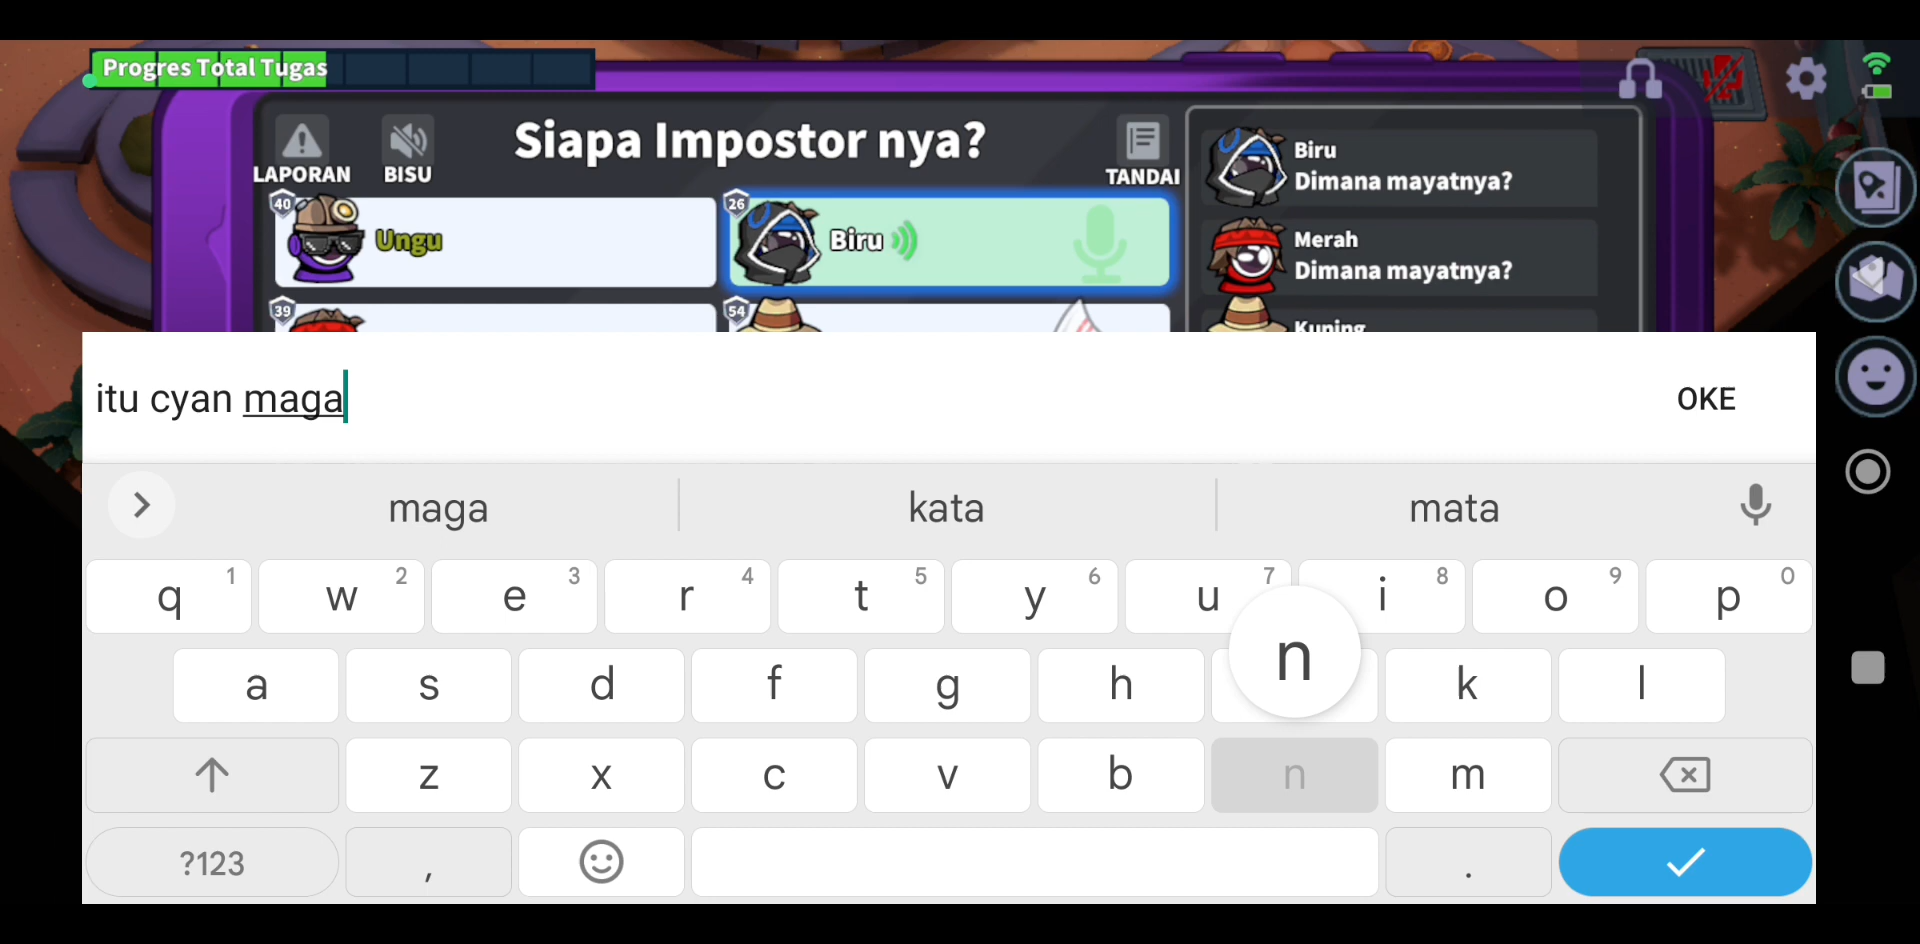 Progres Total Tugas
LAPORAN
BISU
Siapa Impostor nya?
TANDAI
40
Ungu
26
Biru
39
54
Biru
Dimana mayatnya?
Merah
Dimana mayatnya?
Kuning
itu cyan maga
OKE
maga kata mata
q 1 w 2 e 3 r 4 t 5 y 6 u 7 i 8 o 9 p 0
a s d f g h k l
n
z x c v b n m
?123 , .